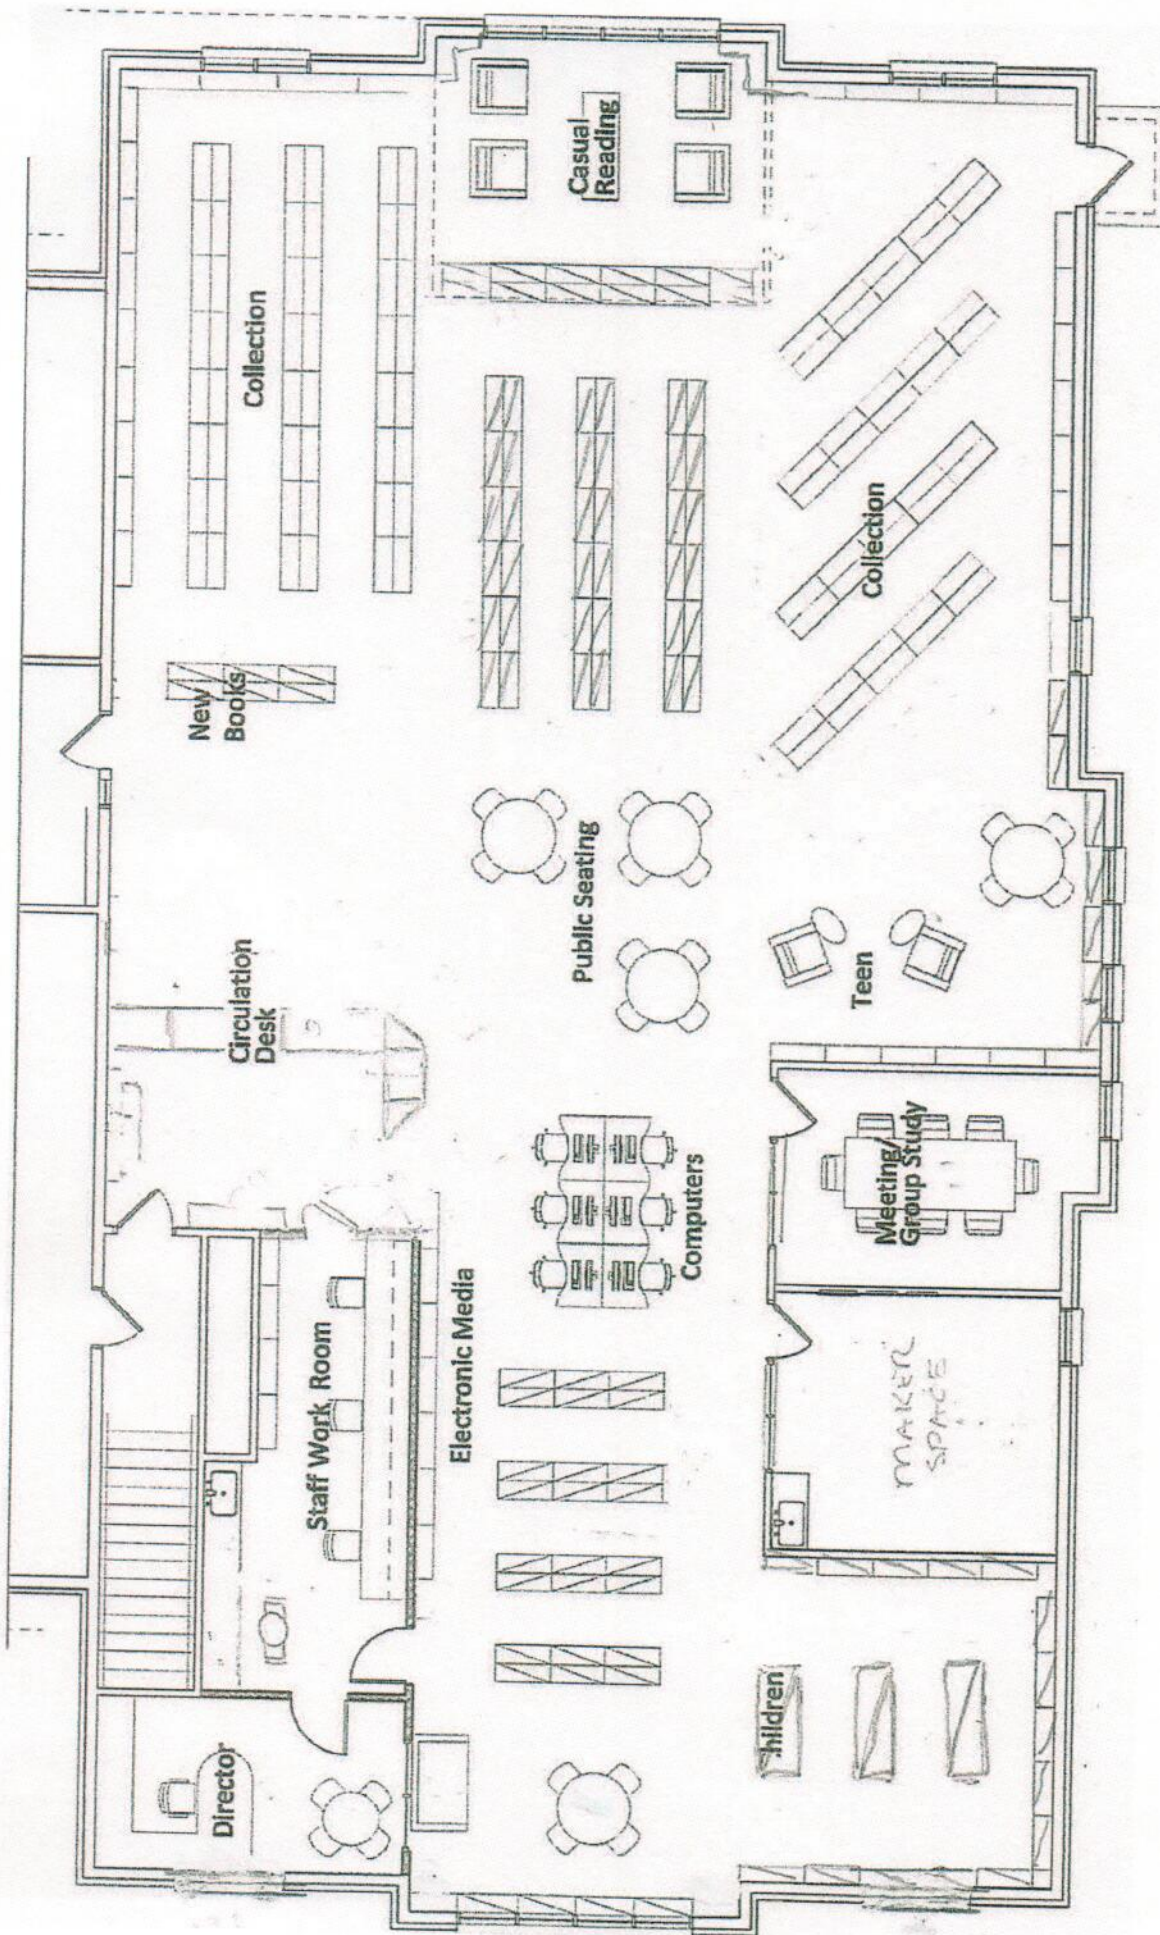 Director
Staff Work Room
Circulation
Desk
New
Books
Collection
Electronic Media
Public Seating
Casual
Reading
Computers
hildren
Teen
Collection
Meeting/
Group Study
MAKER
SPACE